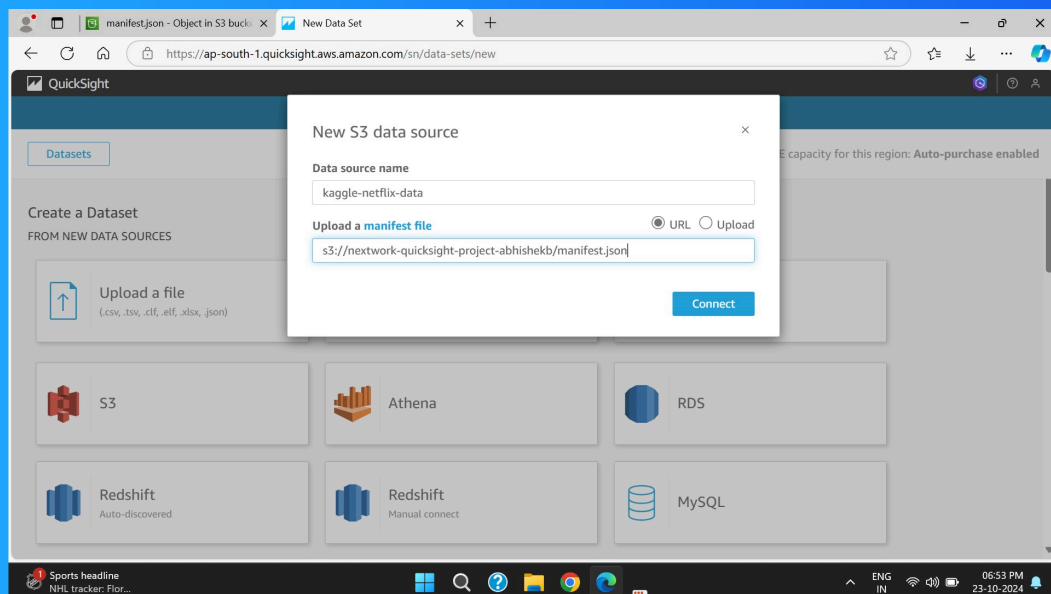 manifest.json - Object in S3 buck
New Data Set
https://ap-south-1.quicksight.aws.amazon.com/sn/data-sets/new
QuickSight
Datasets
E capacity for this region: Auto-purchase enabled
New S3 data source
Data source name
kaggle-netflix-data
Upload a manifest file
URL
Upload
s3://nextwork-quicksight-project-abhishekb/manifest.json
Connect
Create a Dataset
FROM NEW DATA SOURCES
Upload a file
(.csv, .tsv, .clf, .elf, .xlsx, .json)
S3
Athena
RDS
Redshift
Auto-discovered
Redshift
Manual connect
MySQL
1
Sports headline
NHL tracker: Flor...
ENG
IN
06:53 PM
23-10-2024